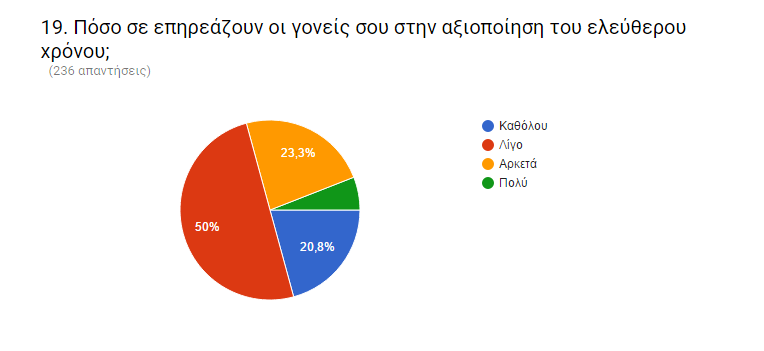 19. Πόσο σε επηρεάζουν οι γονείς σου στην αξιοποίηση του ελεύθερου
χρόνου;
(236 απαντήσεις)
Καθόλου
Λίγο
Αρκετά
Πολύ
23,3%
50%
20,8%